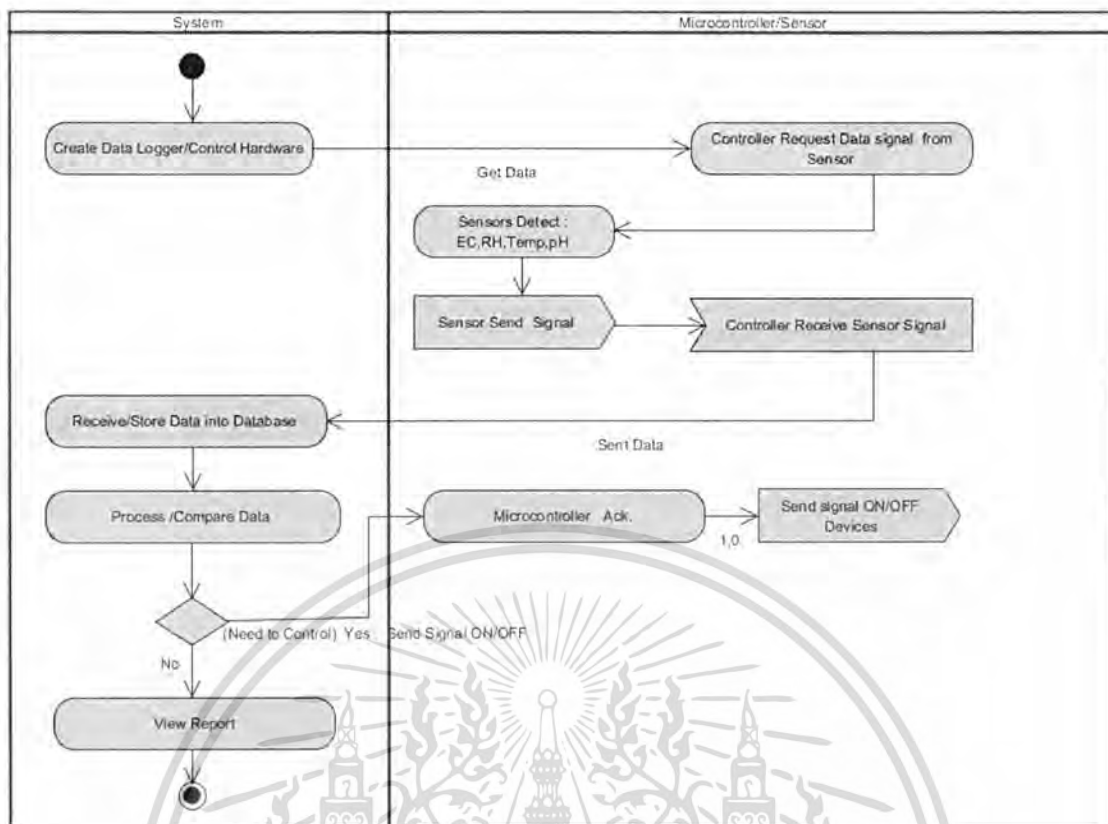 System
Microcontroller/Sensor
Create Data Logger/Control Hardware
Controller Request Data signal from
Sensor
Get Data
Sensors Detect :
EC,RH,Temp,pH
Sensor Send Signal
Controller Receive Sensor Signal
Receive/Store Data into Database
Sent Data
Process /Compare Data
Microcontroller Ack.
1,0
Send signal ON/OFF
Devices
(Need to Control) Yes Send Signal ON/OFF
No
View Report